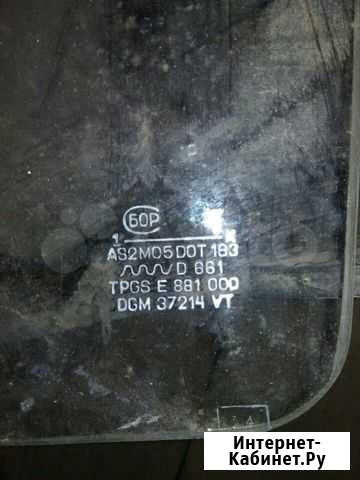 БОР
AS2M05 DOT 183
D 661
TPGS E 881 000
DGM 37214 VT
Интернет-
Кабинет.Ру